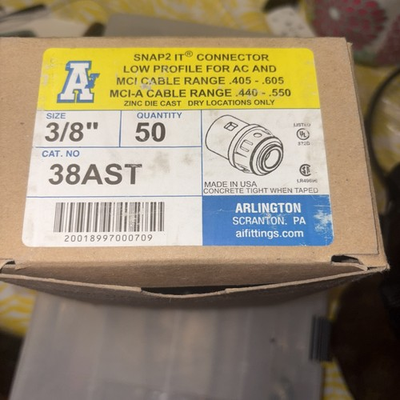 SNAP2 IT® CONNECTOR
LOW PROFILE FOR AC AND
MCI CABLE RANGE .405 - .605
MCI-A CABLE RANGE .440 - .550
ZINC DIE CAST DRY LOCATIONS ONLY
A
SIZE
3/8"
QUANTITY
50
LISTED
UL
CAT. NO
38AST
MADE IN USA
CONCRETE TIGHT WHEN TAPED
ARLINGTON
SCRANTON, PA
aifittings.com
20018997000709